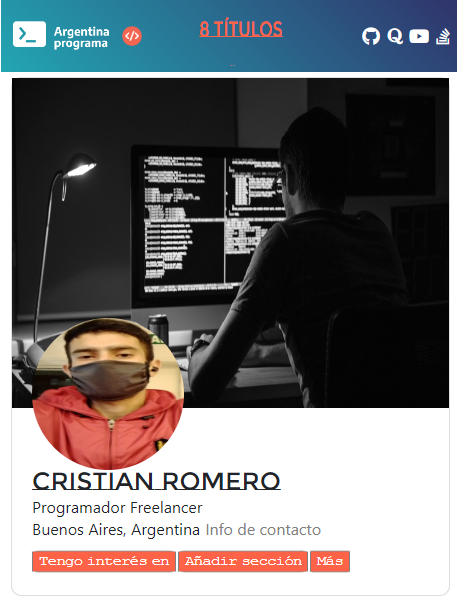 Argentina
programa
</>
8 TÍTULOS
CRISTIAN ROMERO
Programador Freelancer
Buenos Aires, Argentina Info de contacto
Tengo interés en Añadir sección Más